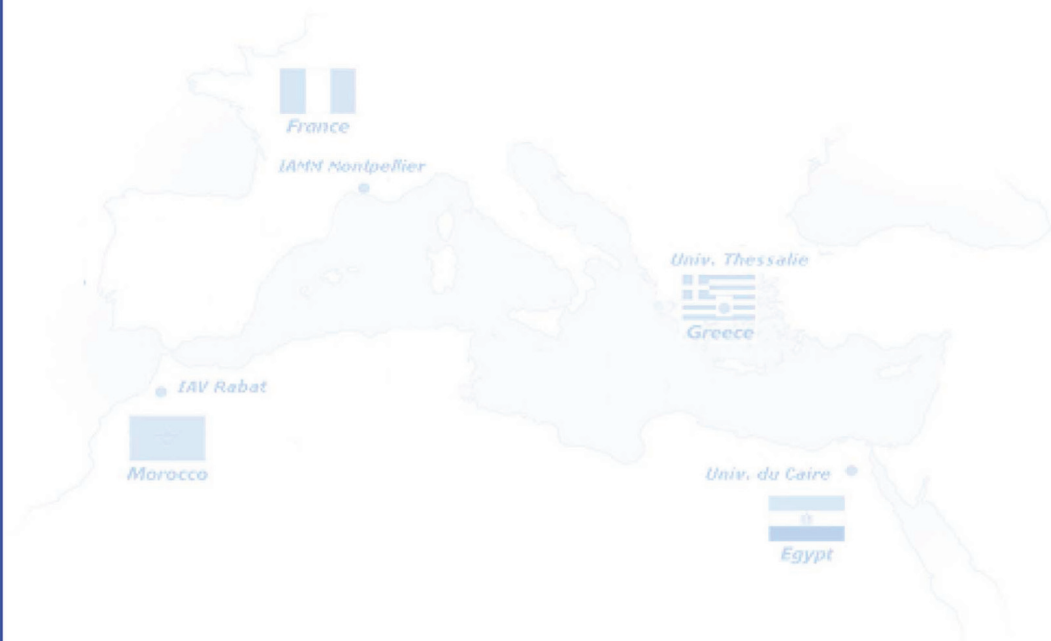 France
IAMM Montpellier
Univ. Thessalie
Greece
IAV Rabat
Morocco
Univ. du Caire
Egypt